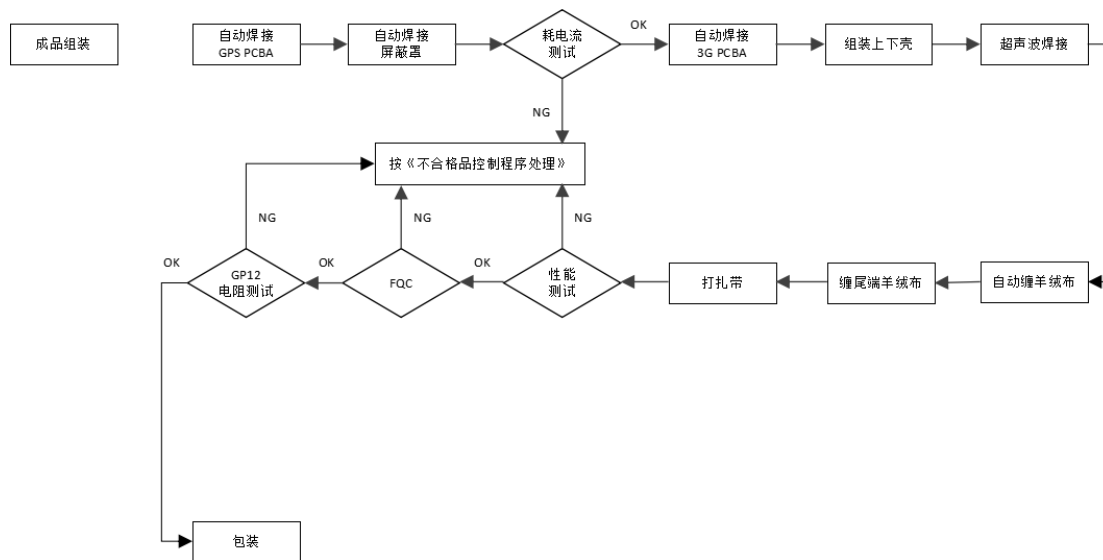 成品组装
自动焊接
GPS PCBA
自动焊接
屏蔽罩
耗电流
测试
OK
自动焊接
3G PCBA
组装上下壳
超声波焊接
NG
按《不合格品控制程序处理》
NG
NG
NG
OK
GP12
电阻测试
OK
FQC
OK
性能
测试
打扎带
缠尾端羊绒布
自动缠羊绒布
包装